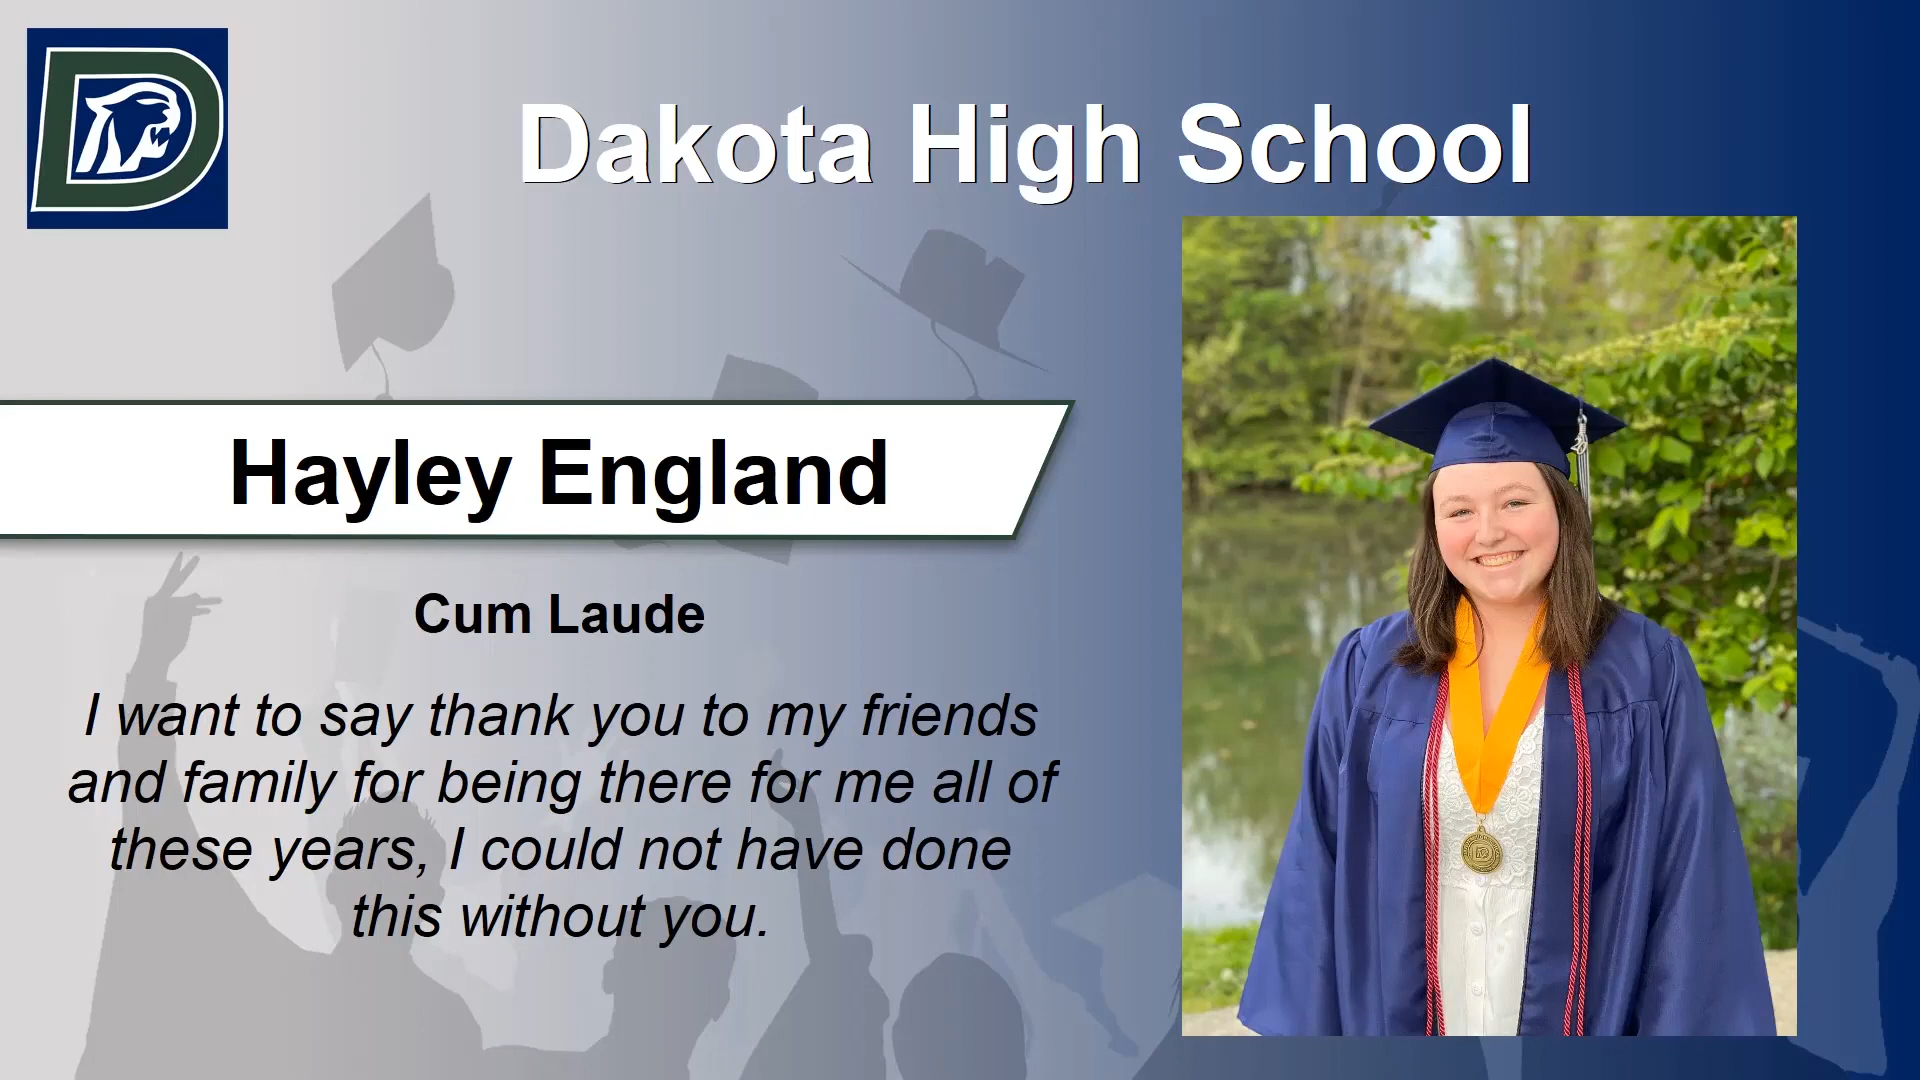 D
Dakota High School
Hayley England
Cum Laude
I want to say thank you to my friends
and family for being there for me all of
these years, I could not have done
this without you.